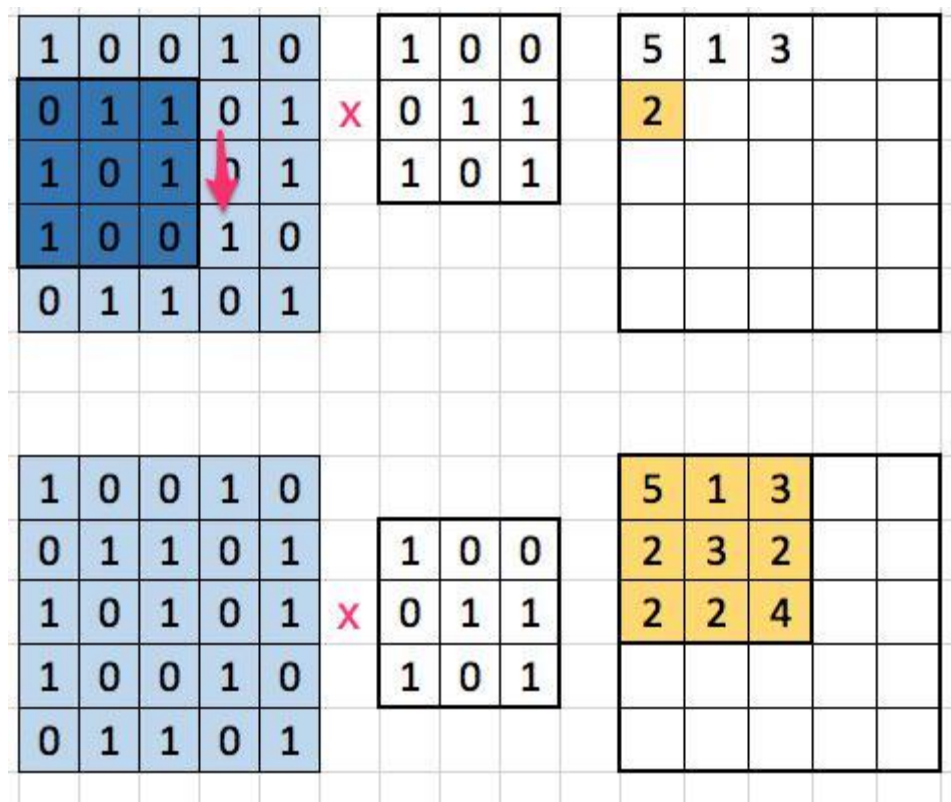 1 0 0 1 0 1 0 0 5 1 3
0 1 1 0 1 x 0 1 1 2
1 0 1 0 1 1 0 1
1 0 0 1 0
0 1 1 0 1
1 0 0 1 0 5 1 3
0 1 1 0 1 1 0 0 2 3 2
1 0 1 0 1 x 0 1 1 2 2 4
1 0 0 1 0 1 0 1
0 1 1 0 1